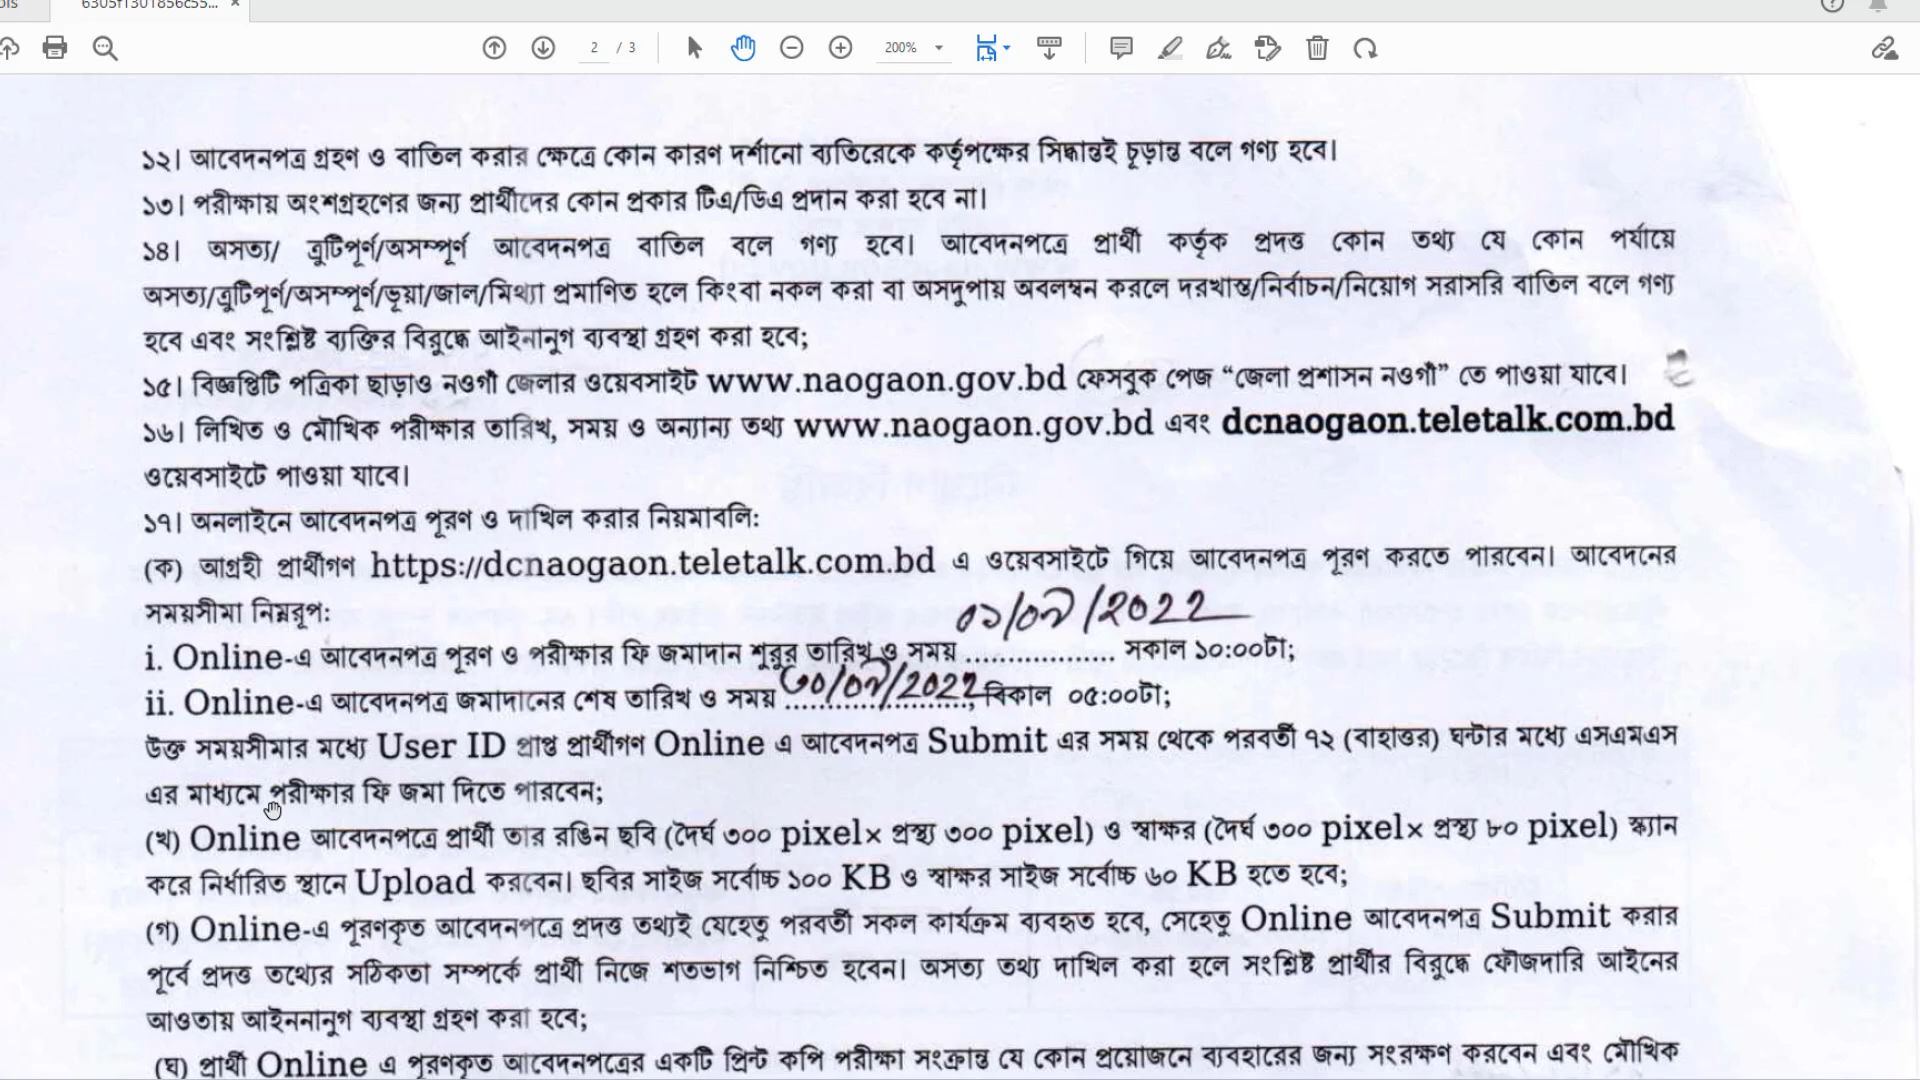 6305f1301856c55...
2 / 3
200%
১২। আবেদনপত্র গ্রহণ ও বাতিল করার ক্ষেত্রে কোন কারণ দর্শানো ব্যতিরেকে কর্তৃপক্ষের সিদ্ধান্তই চূড়ান্ত বলে গণ্য হবে।
১৩। পরীক্ষায় অংশগ্রহণের জন্য প্রার্থীদের কোন প্রকার টিএ/ডিএ প্রদান করা হবে না।
১৪। অসত্য/ ত্রুটিপূর্ণ/অসম্পূর্ণ আবেদনপত্র বাতিল বলে গণ্য হবে। আবেদনপত্রে প্রার্থী কর্তৃক প্রদত্ত কোন তথ্য যে কোন পর্যায়ে
অসত্য/ত্রুটিপূর্ণ/অসম্পূর্ণ/ভূয়া/জাল/মিথ্যা প্রমাণিত হলে কিংবা নকল করা বা অসদুপায় অবলম্বন করলে দরখাস্ত/নির্বাচন/নিয়োগ সরাসরি বাতিল বলে গণ্য
হবে এবং সংশ্লিষ্ট ব্যক্তির বিরুদ্ধে আইনানুগ ব্যবস্থা গ্রহণ করা হবে;
১৫। বিজ্ঞপ্তিটি পত্রিকা ছাড়াও নওগাঁ জেলার ওয়েবসাইট www.naogaon.gov.bd ফেসবুক পেজ “জেলা প্রশাসন নওগাঁ” তে পাওয়া যাবে।
১৬। লিখিত ও মৌখিক পরীক্ষার তারিখ, সময় ও অন্যান্য তথ্য www.naogaon.gov.bd এবং dcnaogaon.teletalk.com.bd
ওয়েবসাইটে পাওয়া যাবে।
১৭। অনলাইনে আবেদনপত্র পূরণ ও দাখিল করার নিয়মাবলি:
(ক) আগ্রহী প্রার্থীগণ https://dcnaogaon.teletalk.com.bd এ ওয়েবসাইটে গিয়ে আবেদনপত্র পূরণ করতে পারবেন। আবেদনের
সময়সীমা নিম্নরূপ:
i. Online-এ আবেদনপত্র পূরণ ও পরীক্ষার ফি জমাদান শুরুর তারিখ ও সময় ০১/০৯/2022 সকাল ১০:০০টা;
ii. Online-এ আবেদনপত্র জমাদানের শেষ তারিখ ও সময় ৩০/০৯/2022, বিকাল ০৫:০০টা;
উক্ত সময়সীমার মধ্যে User ID প্রাপ্ত প্রার্থীগণ Online এ আবেদনপত্র Submit এর সময় থেকে পরবর্তী ৭২ (বাহাত্তর) ঘন্টার মধ্যে এসএমএস
এর মাধ্যমে পরীক্ষার ফি জমা দিতে পারবেন;
(খ) Online আবেদনপত্রে প্রার্থী তার রঙিন ছবি (দৈর্ঘ ৩০০ pixel× প্রস্থ্য ৩০০ pixel) ও স্বাক্ষর (দৈর্ঘ ৩০০ pixel× প্রস্থ্য ৮০ pixel) স্ক্যান
করে নির্ধারিত স্থানে Upload করবেন। ছবির সাইজ সর্বোচ্চ ১০০ KB ও স্বাক্ষর সাইজ সর্বোচ্চ ৬০ KB হতে হবে;
(গ) Online-এ পূরণকৃত আবেদনপত্রে প্রদত্ত তথ্যই যেহেতু পরবর্তী সকল কার্যক্রম ব্যবহৃত হবে, সেহেতু Online আবেদনপত্র Submit করার
পূর্বে প্রদত্ত তথ্যের সঠিকতা সম্পর্কে প্রার্থী নিজে শতভাগ নিশ্চিত হবেন। অসত্য তথ্য দাখিল করা হলে সংশ্লিষ্ট প্রার্থীর বিরুদ্ধে ফৌজদারি আইনের
আওতায় আইননানুগ ব্যবস্থা গ্রহণ করা হবে;
(ঘ) প্রার্থী Online এ পূরণকৃত আবেদনপত্রের একটি প্রিন্ট কপি পরীক্ষা সংক্রান্ত যে কোন প্রয়োজনে ব্যবহারের জন্য সংরক্ষণ করবেন এবং মৌখিক